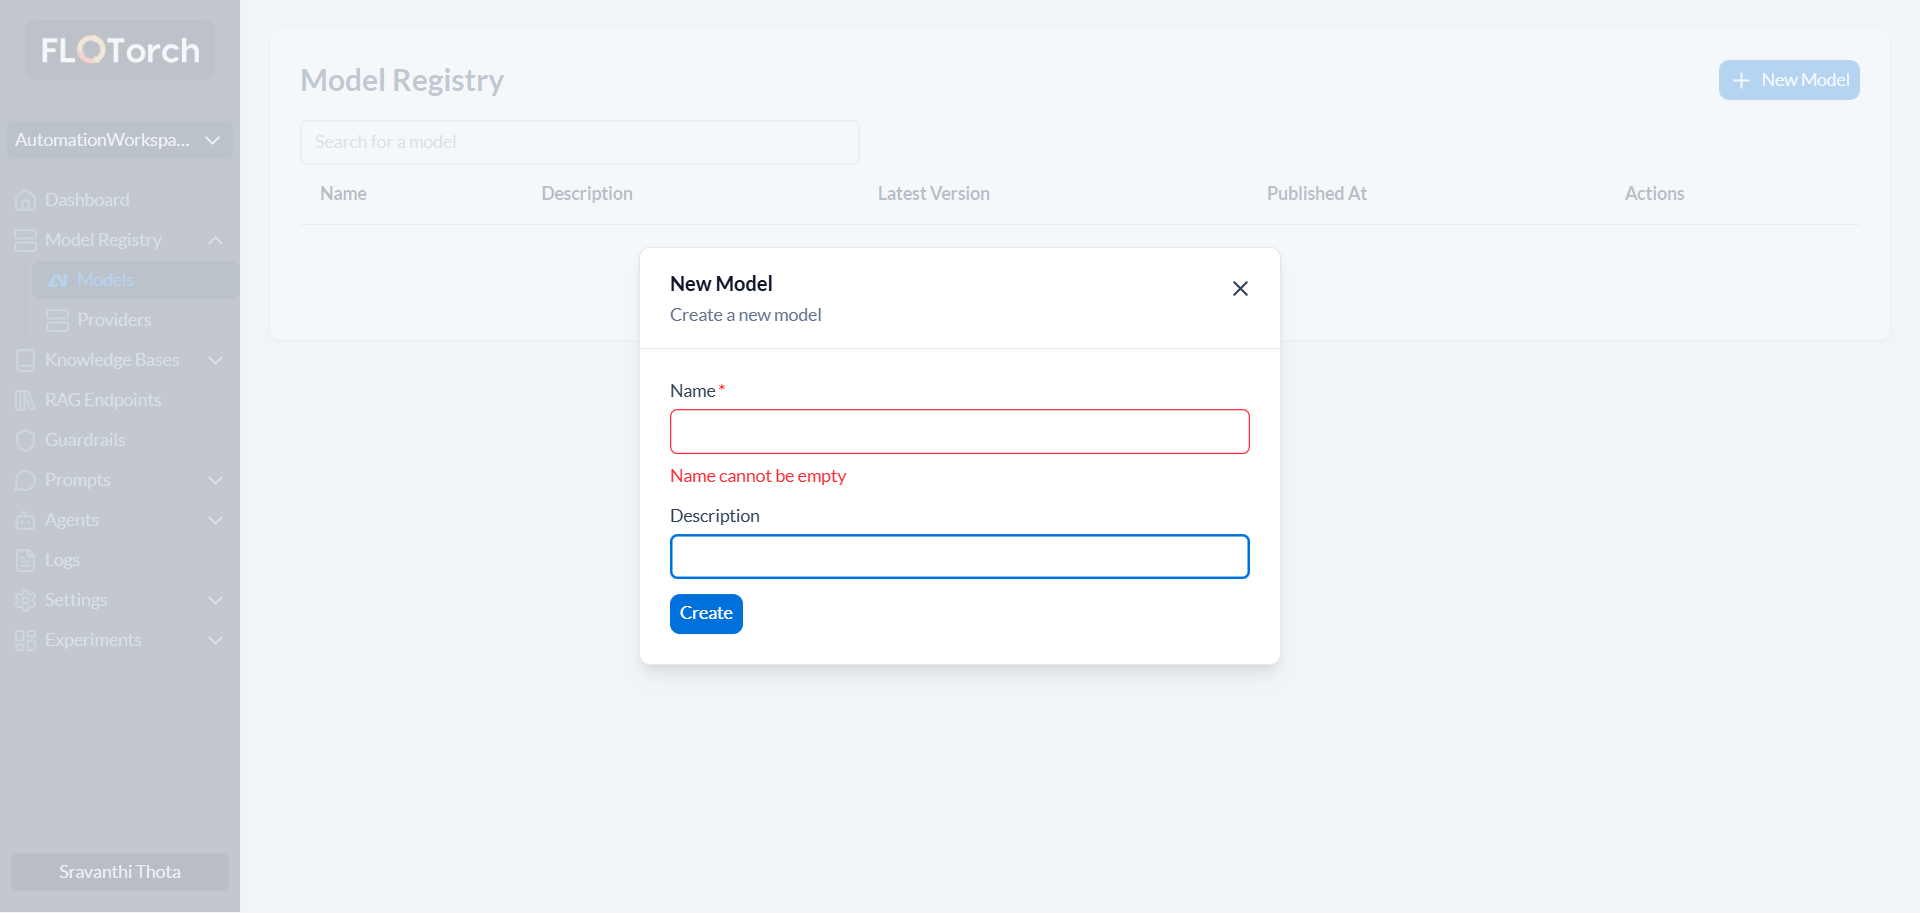 FLOTorch
AutomationWorkspa...
Dashboard
Model Registry
Models
Providers
Knowledge Bases
RAG Endpoints
Guardrails
Prompts
Agents
Logs
Settings
Experiments
Sravanthi Thota
Model Registry
New Model
Search for a model
Name Description Latest Version Published At Actions
New Model
Create a new model
Name*
Name cannot be empty
Description
Create